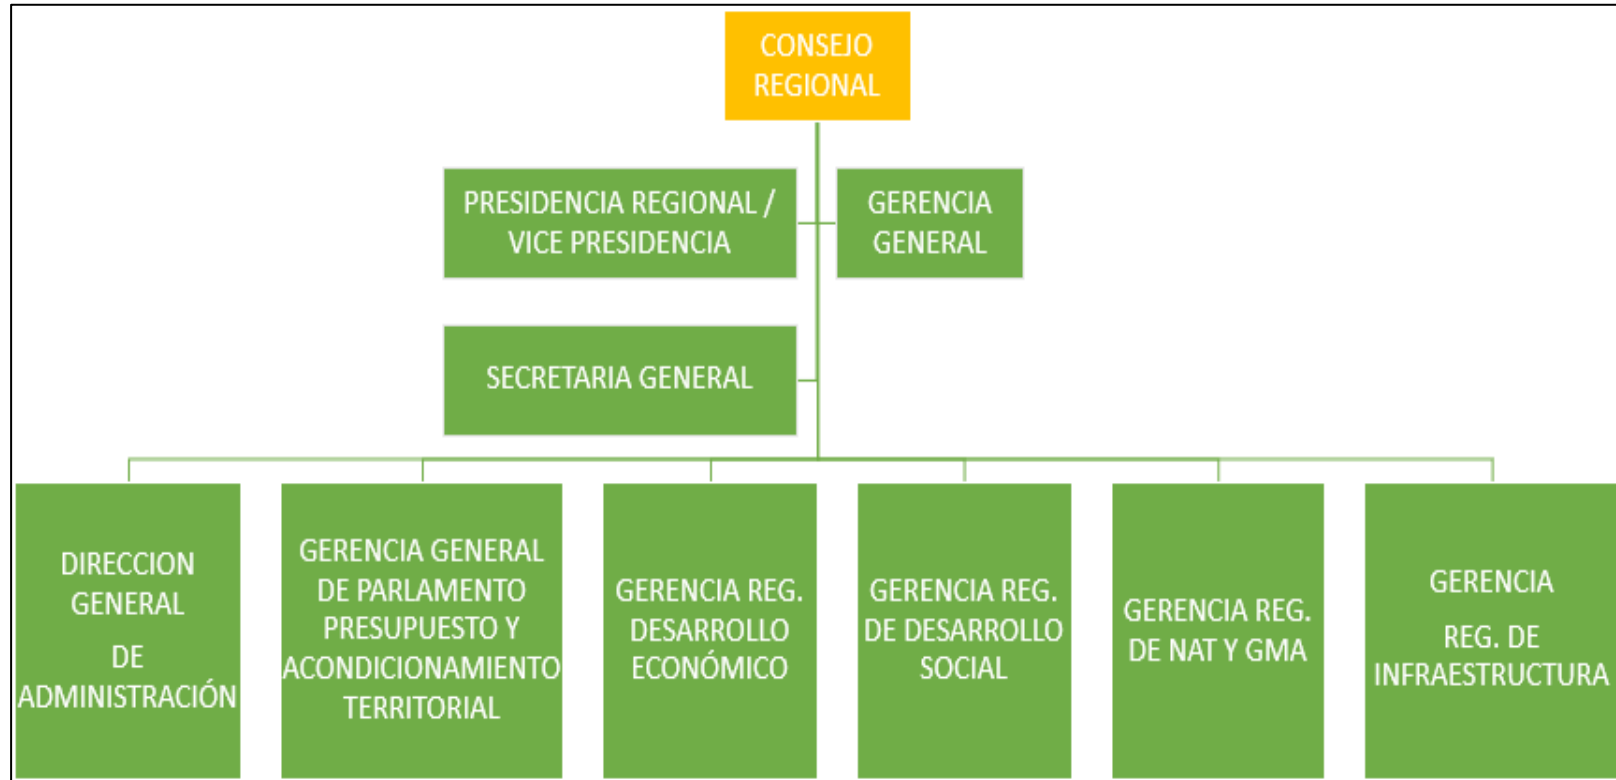 CONSEJO
REGIONAL
PRESIDENCIA REGIONAL /
VICE PRESIDENCIA
GERENCIA
GENERAL
SECRETARIA GENERAL
DIRECCION
GENERAL
DE
ADMINISTRACIÓN
GERENCIA GENERAL
DE PARLAMENTO
PRESUPUESTO Y
ACONDICIONAMIENTO
TERRITORIAL
GERENCIA REG.
DESARROLLO
ECONÓMICO
GERENCIA REG.
DE DESARROLLO
SOCIAL
GERENCIA REG.
DE NAT Y GMA
GERENCIA
REG. DE
INFRAESTRUCTURA